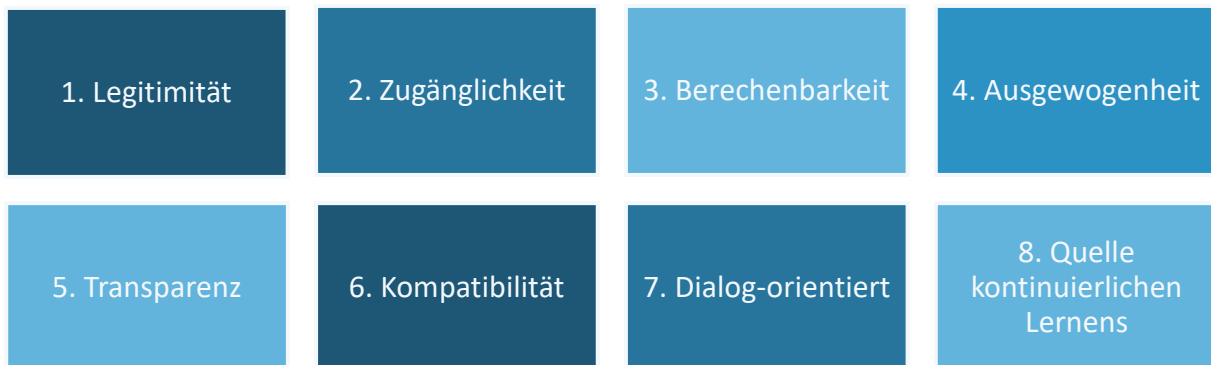 1. Legitimität
2. Zugänglichkeit
3. Berechenbarkeit
4. Ausgewogenheit
5. Transparenz
6. Kompatibilität
7. Dialog-orientiert
8. Quelle
kontinuierlichen
Lernens